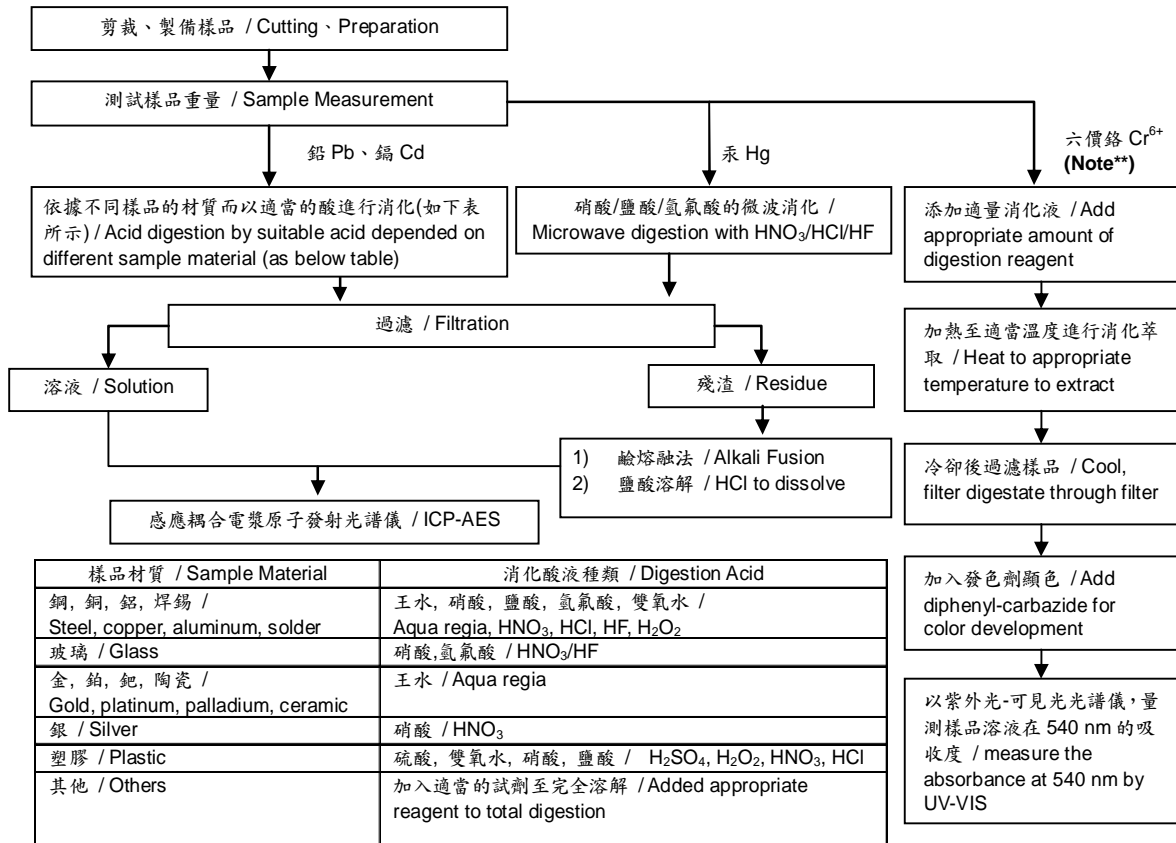 剪裁、製備樣品 / Cutting、Preparation
測試樣品重量 / Sample Measurement
鉛 Pb、鎘 Cd
汞 Hg
六價鉻 Cr6+
(Note**)
依據不同樣品的材質而以適當的酸進行消化(如下表
所示) / Acid digestion by suitable acid depended on
different sample material (as below table)
硝酸/鹽酸/氫氟酸的微波消化 /
Microwave digestion with HNO3/HCl/HF
添加適量消化液 / Add
appropriate amount of
digestion reagent
過濾 / Filtration
加熱至適當溫度進行消化萃
取 / Heat to appropriate
temperature to extract
溶液 / Solution
殘渣 / Residue
1) 鹼熔融法 / Alkali Fusion
2) 鹽酸溶解 / HCl to dissolve
冷卻後過濾樣品 / Cool,
filter digestate through filter
感應耦合電漿原子發射光譜儀 / ICP-AES
加入發色劑顯色 / Add
diphenyl-carbazide for
color development
以紫外光-可見光光譜儀，量
測樣品溶液在 540 nm 的吸
收度 / measure the
absorbance at 540 nm by
UV-VIS
樣品材質 / Sample Material
消化酸液種類 / Digestion Acid
鋼, 銅, 鋁, 焊錫 /
Steel, copper, aluminum, solder
王水, 硝酸, 鹽酸, 氫氟酸, 雙氧水 /
Aqua regia, HNO3, HCl, HF, H2O2
玻璃 / Glass
硝酸,氫氟酸 / HNO3/HF
金, 鉑, 鈀, 陶瓷 /
Gold, platinum, palladium, ceramic
王水 / Aqua regia
銀 / Silver
硝酸 / HNO3
塑膠 / Plastic
硫酸, 雙氧水, 硝酸, 鹽酸 / H2SO4, H2O2, HNO3, HCl
其他 / Others
加入適當的試劑至完全溶解 / Added appropriate
reagent to total digestion